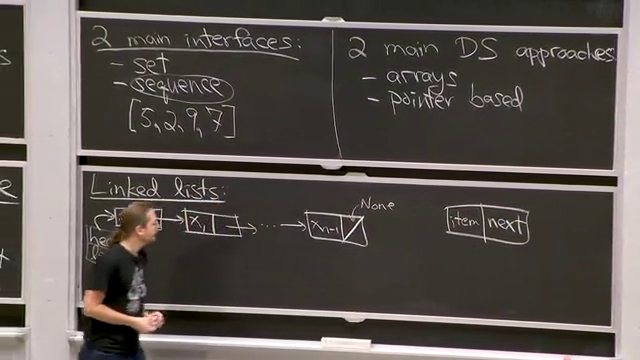 2 main interfaces:
- set
- sequence
[5, 2, 9, 7]
2 main DS approaches:
- arrays
- pointer based
Linked lists:
x₁
...
xₙ₋₁
None
item next